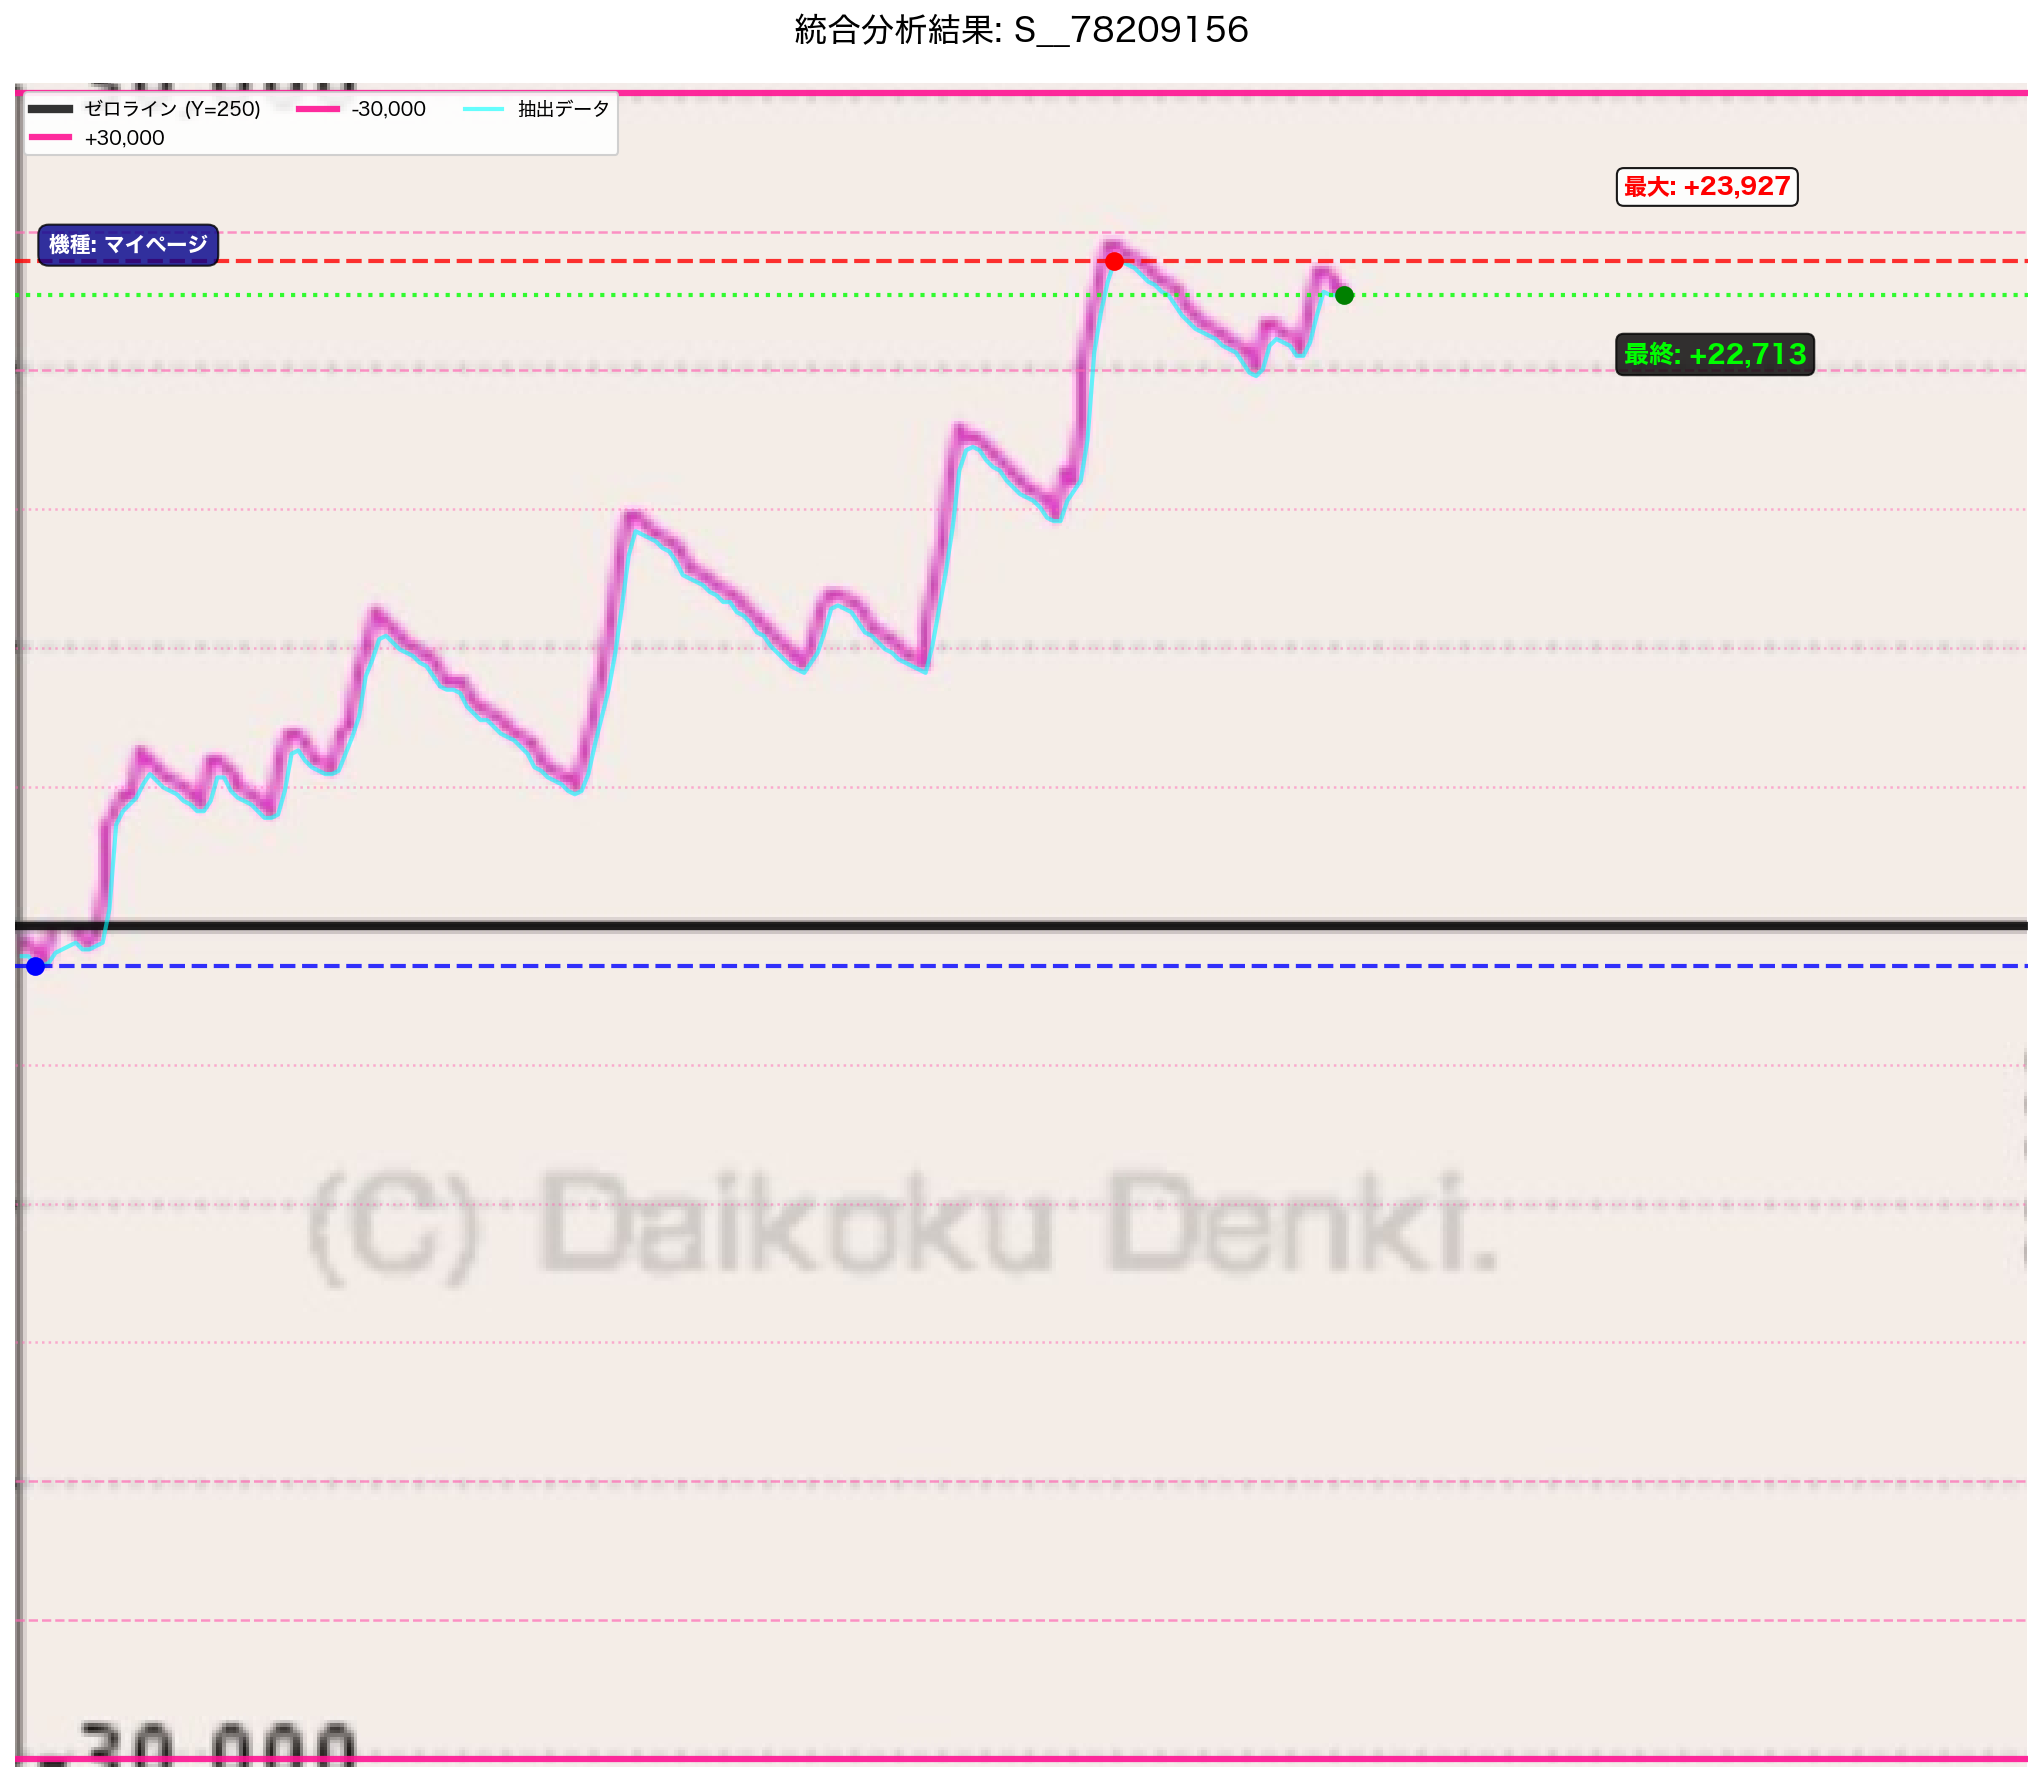 統合分析結果: S__78209156
ゼロライン (Y=250)
-30,000
抽出データ
+30,000
最大: +23,927
機種: マイページ
最終: +22,713
(C) Daikoku Denki.
-30,000